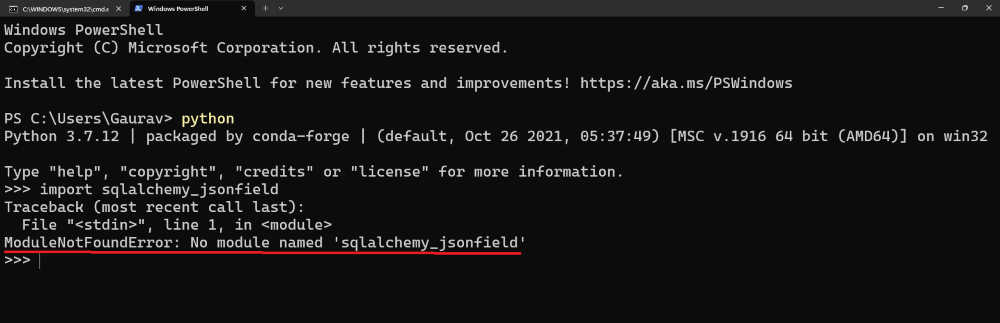 C:\WINDOWS\system32\cmd.e
Windows PowerShell
Windows PowerShell
Copyright (C) Microsoft Corporation. All rights reserved.
Install the latest PowerShell for new features and improvements! https://aka.ms/PSWindows
PS C:\Users\Gaurav> python
Python 3.7.12 | packaged by conda-forge | (default, Oct 26 2021, 05:37:49) [MSC v.1916 64 bit (AMD64)] on win32
Type "help", "copyright", "credits" or "license" for more information.
>>> import sqlalchemy_jsonfield
Traceback (most recent call last):
  File "<stdin>", line 1, in <module>
ModuleNotFoundError: No module named 'sqlalchemy_jsonfield'
>>>